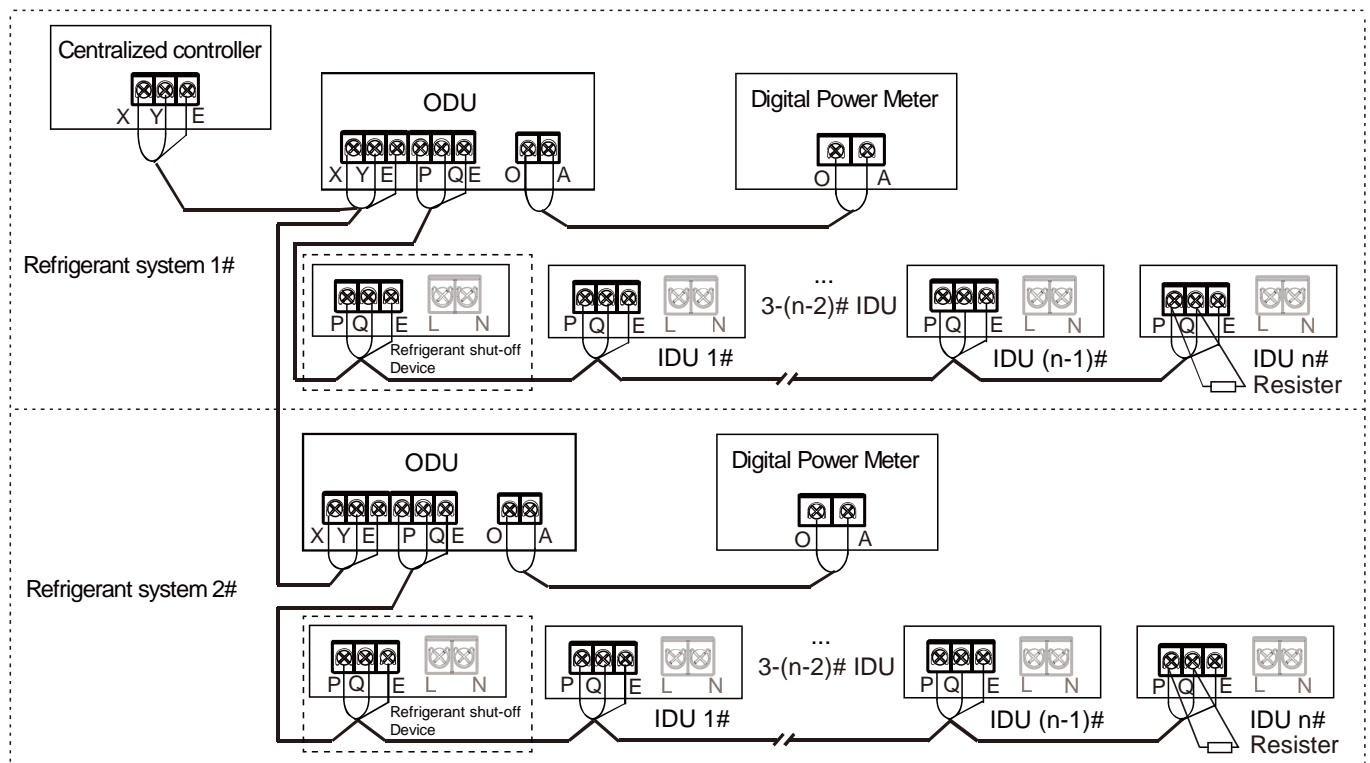 Centralized controller
X Y E
ODU
X Y E P Q E O A
Digital Power Meter
O A
Refrigerant system 1#
P Q E L N
Refrigerant shut-off
Device
P Q E L N
IDU 1#
...
3-(n-2)# IDU
P Q E L N
IDU (n-1)#
P Q E L N
IDU n#
Resister
ODU
X Y E P Q E O A
Digital Power Meter
O A
Refrigerant system 2#
P Q E L N
Refrigerant shut-off
Device
P Q E L N
IDU 1#
...
3-(n-2)# IDU
P Q E L N
IDU (n-1)#
P Q E L N
IDU n#
Resister